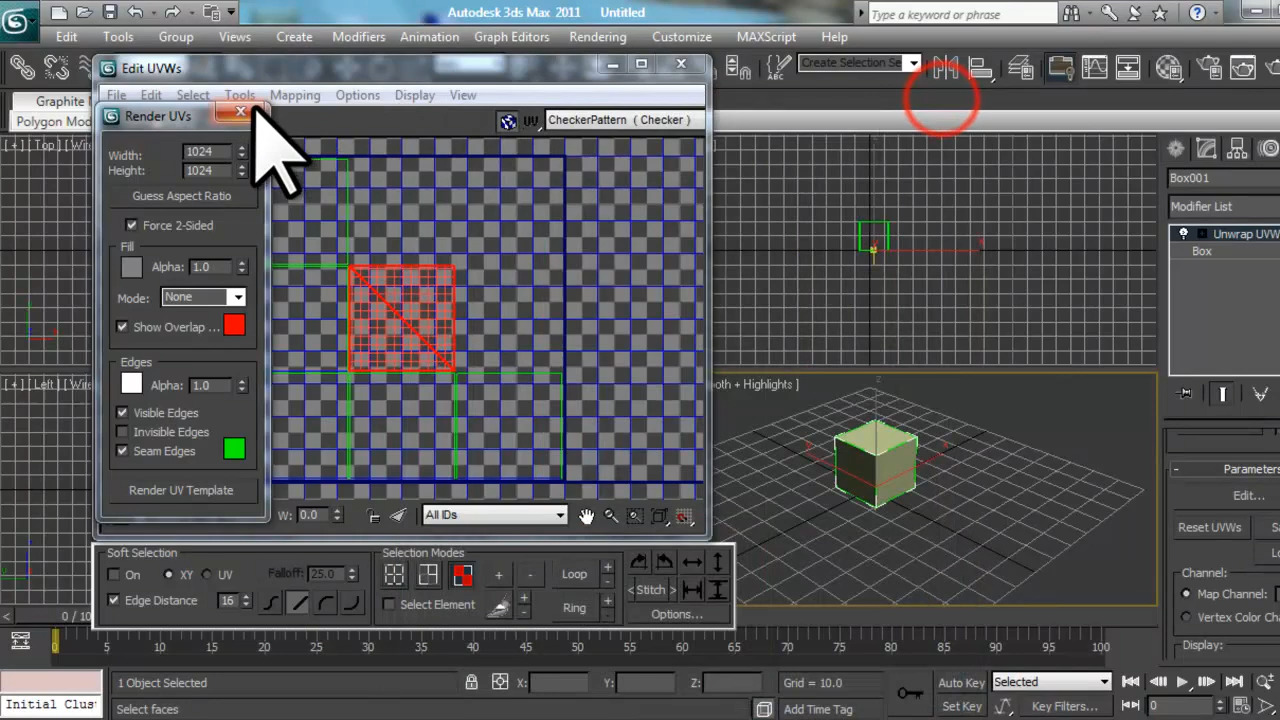 Autodesk 3ds Max 2011 Untitled
Type a keyword or phrase
Edit Tools Group Views Create Modifiers Animation Graph Editors Rendering Customize MAXScript Help
ABC
Create Selection Se
Edit UVWs
Graphite
Polygon Mod
File Edit Select Tools Mapping Options Display View
Render UVs
UV CheckerPattern ( Checker )
[ + ] [ Top ] [ Wire
Width: 1024
Height: 1024
Guess Aspect Ratio
Force 2-Sided
Fill
Alpha: 1.0
Mode: None
Show Overlap ...
Edges
Alpha: 1.0
Visible Edges
Invisible Edges
Seam Edges
Render UV Template
[ + ] [ Left ] [ Wire
oth + Highlights ]
Box001
Modifier List
Unwrap UVW
Box
Parameters
Edit...
Reset UVWs
Channel:
Map Channel:
Vertex Color Cha
Display:
W: 0.0
All IDs
Soft Selection
On XY UV Falloff: 25.0
Edge Distance 16
Selection Modes
+ - Loop + -
Select Element + - Ring + -
Stitch
Options...
0 / 10
0 5 10 15 20 25 30 35 40 45 50 55 60 65 70 75 80 85 90 95 100
1 Object Selected X: Y: Z: Grid = 10.0 Auto Key Selected
Initial Clus Select faces Add Time Tag Set Key Key Filters... 0